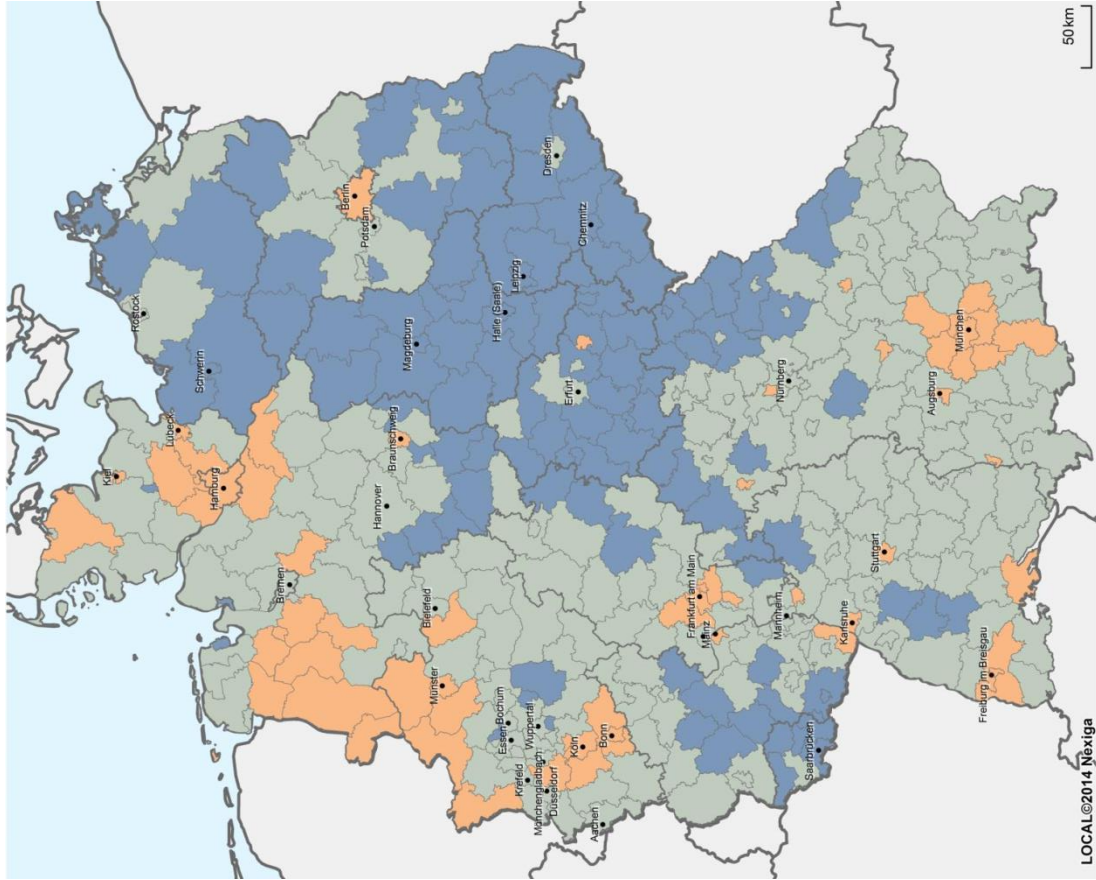 Kiel
Rostock
Lübeck
Schwerin
Hamburg
Bremen
Berlin
Potsdam
Hannover
Braunschweig
Magdeburg
Bielefeld
Münster
Halle (Saale)
Leipzig
Essen
Bochum
Krefeld
Wuppertal
Mönchengladbach
Düsseldorf
Dresden
Köln
Erfurt
Chemnitz
Aachen
Bonn
Frankfurt am Main
Mainz
Mannheim
Nürnberg
Saarbrücken
Karlsruhe
Stuttgart
Augsburg
München
Freiburg im Breisgau
50 km
LOCAL©2014 Nexiga